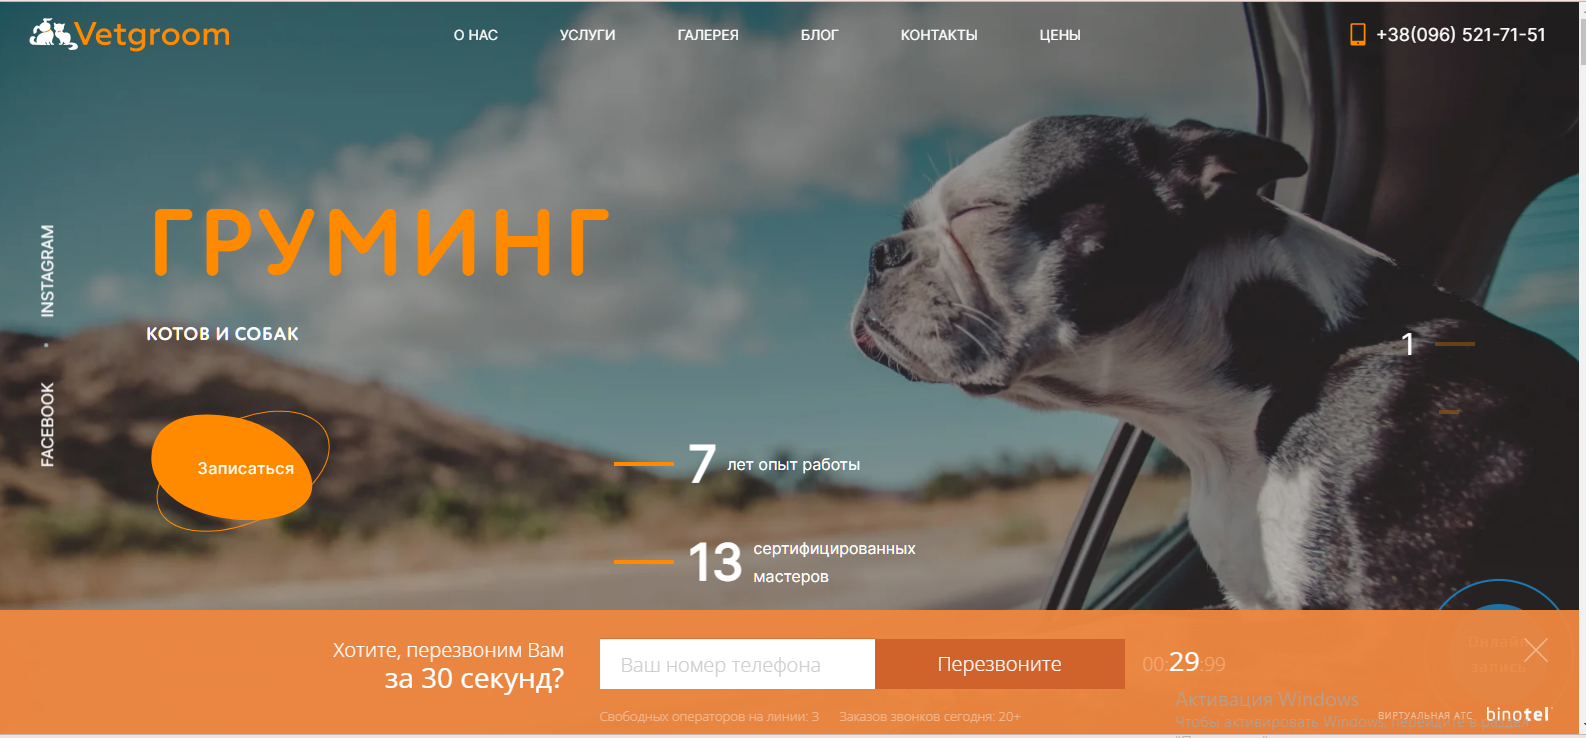 Vetgroom
О НАС
УСЛУГИ
ГАЛЕРЕЯ
БЛОГ
КОНТАКТЫ
ЦЕНЫ
+38(096) 521-71-51
INSTAGRAM
FACEBOOK
ГРУМИНГ
КОТОВ И СОБАК
Записаться
7 лет опыт работы
13 сертифицированных
мастеров
1
Хотите, перезвоним Вам
за 30 секунд?
Ваш номер телефона
Перезвоните
00:29:99
Свободных операторов на линии: 3
Заказов звонков сегодня: 20+
Онлайн
запись
Активация Windows
Чтобы активировать Windows, перейдите в раздел
ВИРТУАЛЬНАЯ АТС
binotel